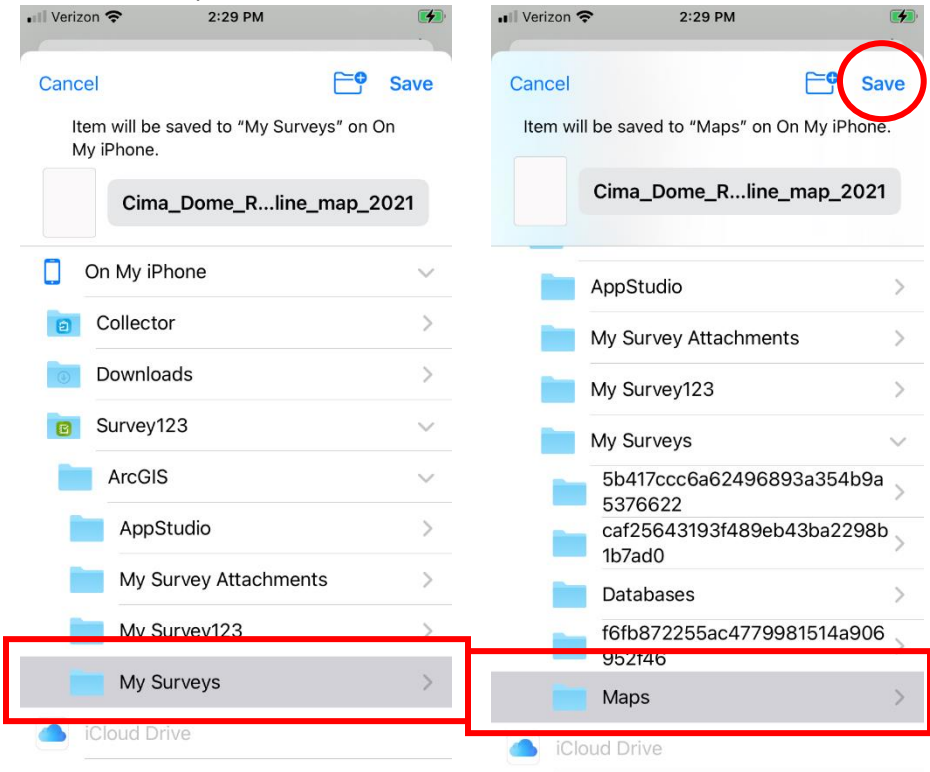 Verizon 2:29 PM
Cancel Save
Item will be saved to “My Surveys” on On
My iPhone.
Cima_Dome_R...line_map_2021
On My iPhone
Collector
Downloads
Survey123
ArcGIS
AppStudio
My Survey Attachments
My Survey123
My Surveys
iCloud Drive
Verizon 2:29 PM
Cancel Save
Item will be saved to “Maps” on On My iPhone.
Cima_Dome_R...line_map_2021
AppStudio
My Survey Attachments
My Survey123
My Surveys
5b417ccc6a62496893a354b9a
5376622
caf25643193f489eb43ba2298b
1b7ad0
Databases
f6fb872255ac4779981514a906
952f46
Maps
iCloud Drive